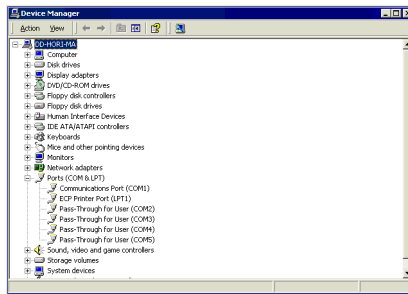 Device Manager
Action View
DD-HORI-MA
Computer
Disk drives
Display adapters
DVD/CD-ROM drives
Floppy disk controllers
Floppy disk drives
Human Interface Devices
IDE ATA/ATAPI controllers
Keyboards
Mice and other pointing devices
Monitors
Network adapters
Ports (COM & LPT)
Communications Port (COM1)
ECP Printer Port (LPT1)
Pass-Through for User (COM2)
Pass-Through for User (COM3)
Pass-Through for User (COM4)
Pass-Through for User (COM5)
Sound, video and game controllers
Storage volumes
System devices